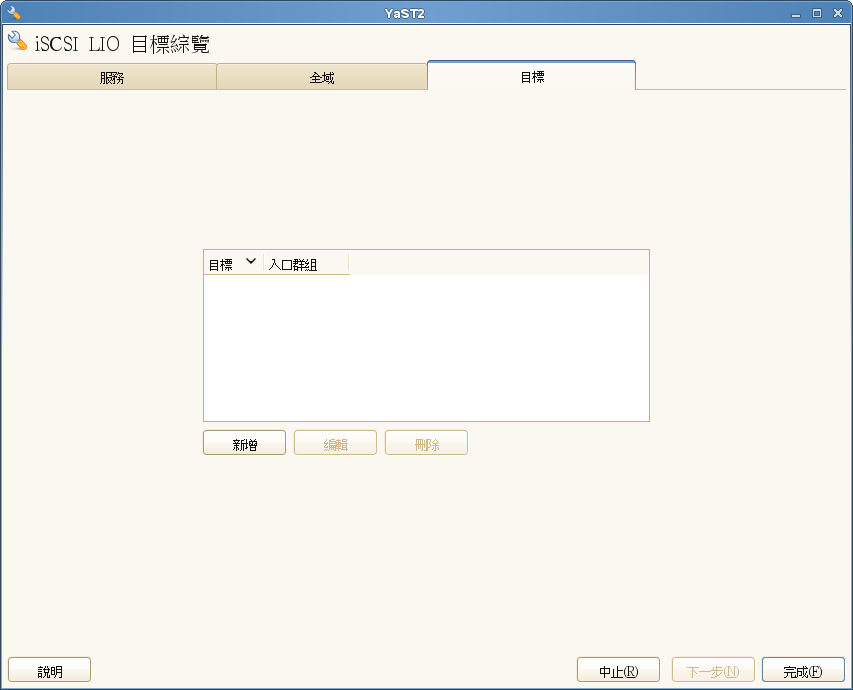 YaST2
iSCSI LIO 目標綜覽
服務 全域 目標
目標 入口群組
新增 編輯 刪除
說明 中止(R) 下一步(N) 完成(F)